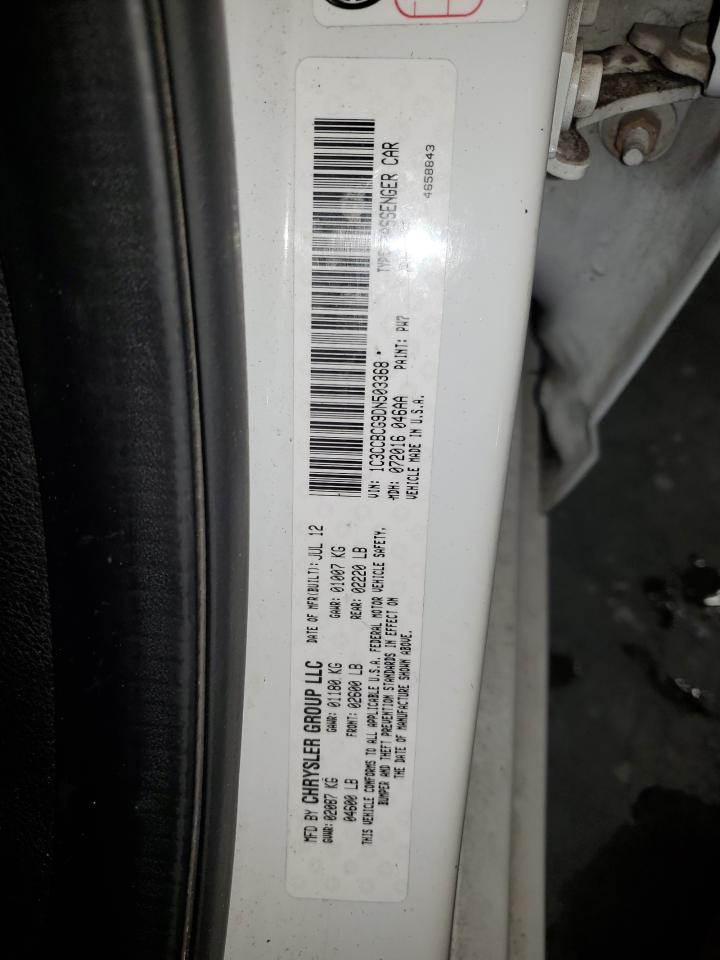 MFD BY CHRYSLER GROUP LLC DATE OF MFR(BUILT): JUL 12
GVWR: 02087 KG GAWR: 01180 KG GAWR: 01007 KG
04600 LB FRONT: 02600 LB REAR: 02220 LB
THIS VEHICLE CONFORMS TO ALL APPLICABLE U.S.A. FEDERAL MOTOR VEHICLE SAFETY,
BUMPER AND THEFT PREVENTION STANDARDS IN EFFECT ON
THE DATE OF MANUFACTURE SHOWN ABOVE.
VIN: 1C3CCBCG9DN503368 * TYPE: PASSENGER CAR
MDH: 072016 046AA PAINT: PW7
VEHICLE MADE IN U.S.A. 4658843